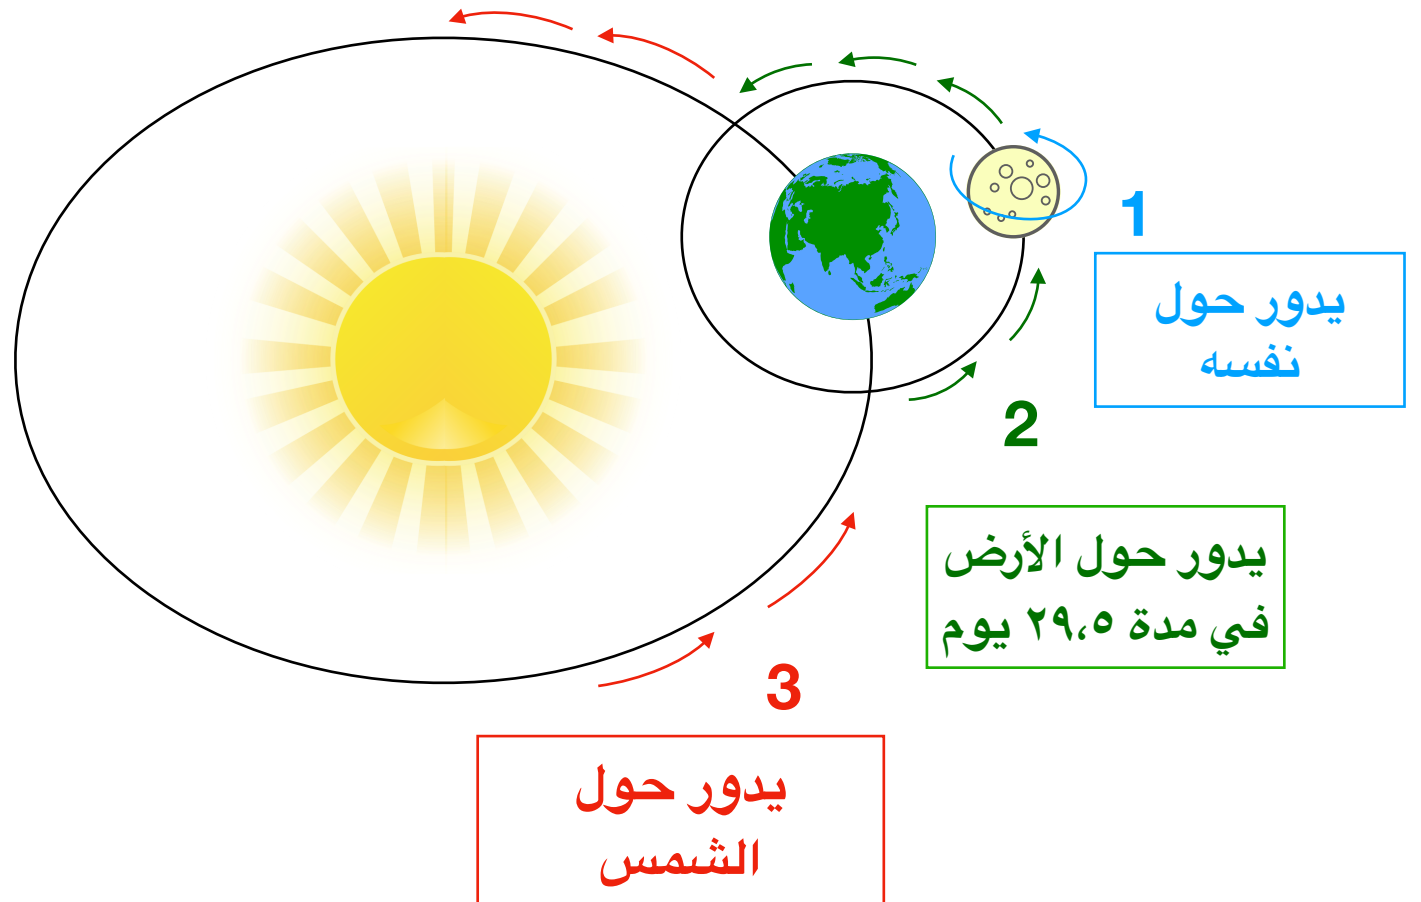 1
يدور حول
نفسه
2
يدور حول الأرض
في مدة ٢٩،٥ يوم
3
يدور حول
الشمس